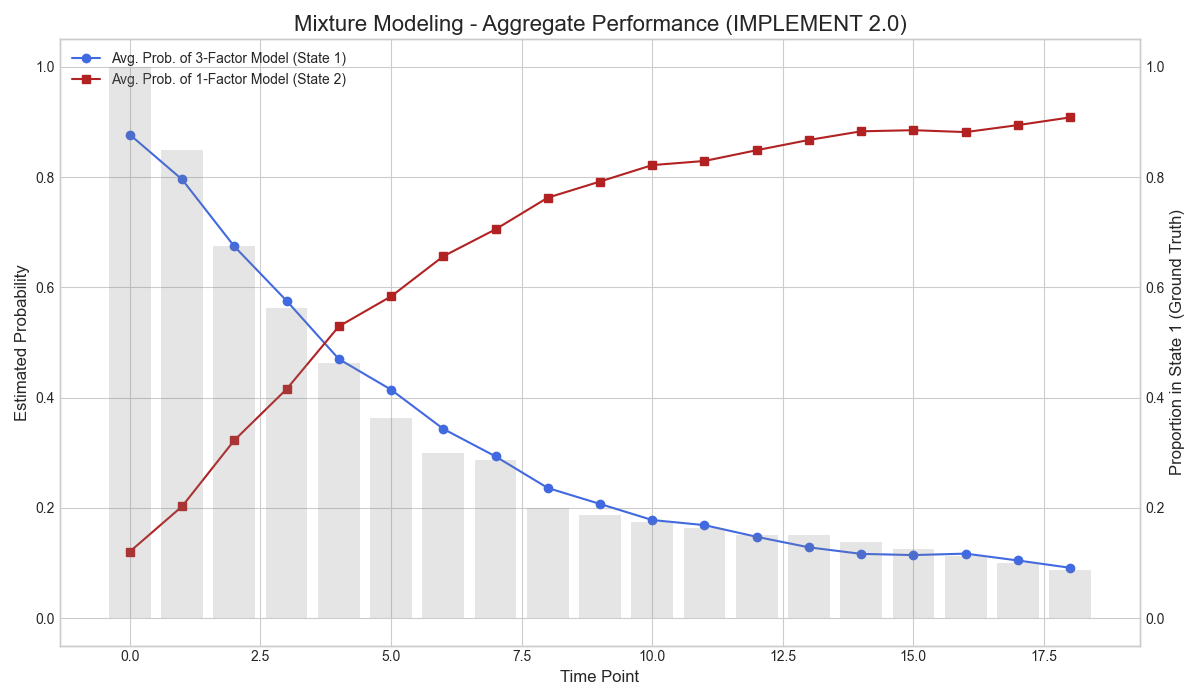 Mixture Modeling - Aggregate Performance (IMPLEMENT 2.0)
Avg. Prob. of 3-Factor Model (State 1)
Avg. Prob. of 1-Factor Model (State 2)
Estimated Probability
1.0
0.8
0.6
0.4
0.2
0.0
1.0
0.8
0.6
0.4
0.2
0.0
Proportion in State 1 (Ground Truth)
0.0 2.5 5.0 7.5 10.0 12.5 15.0 17.5
Time Point